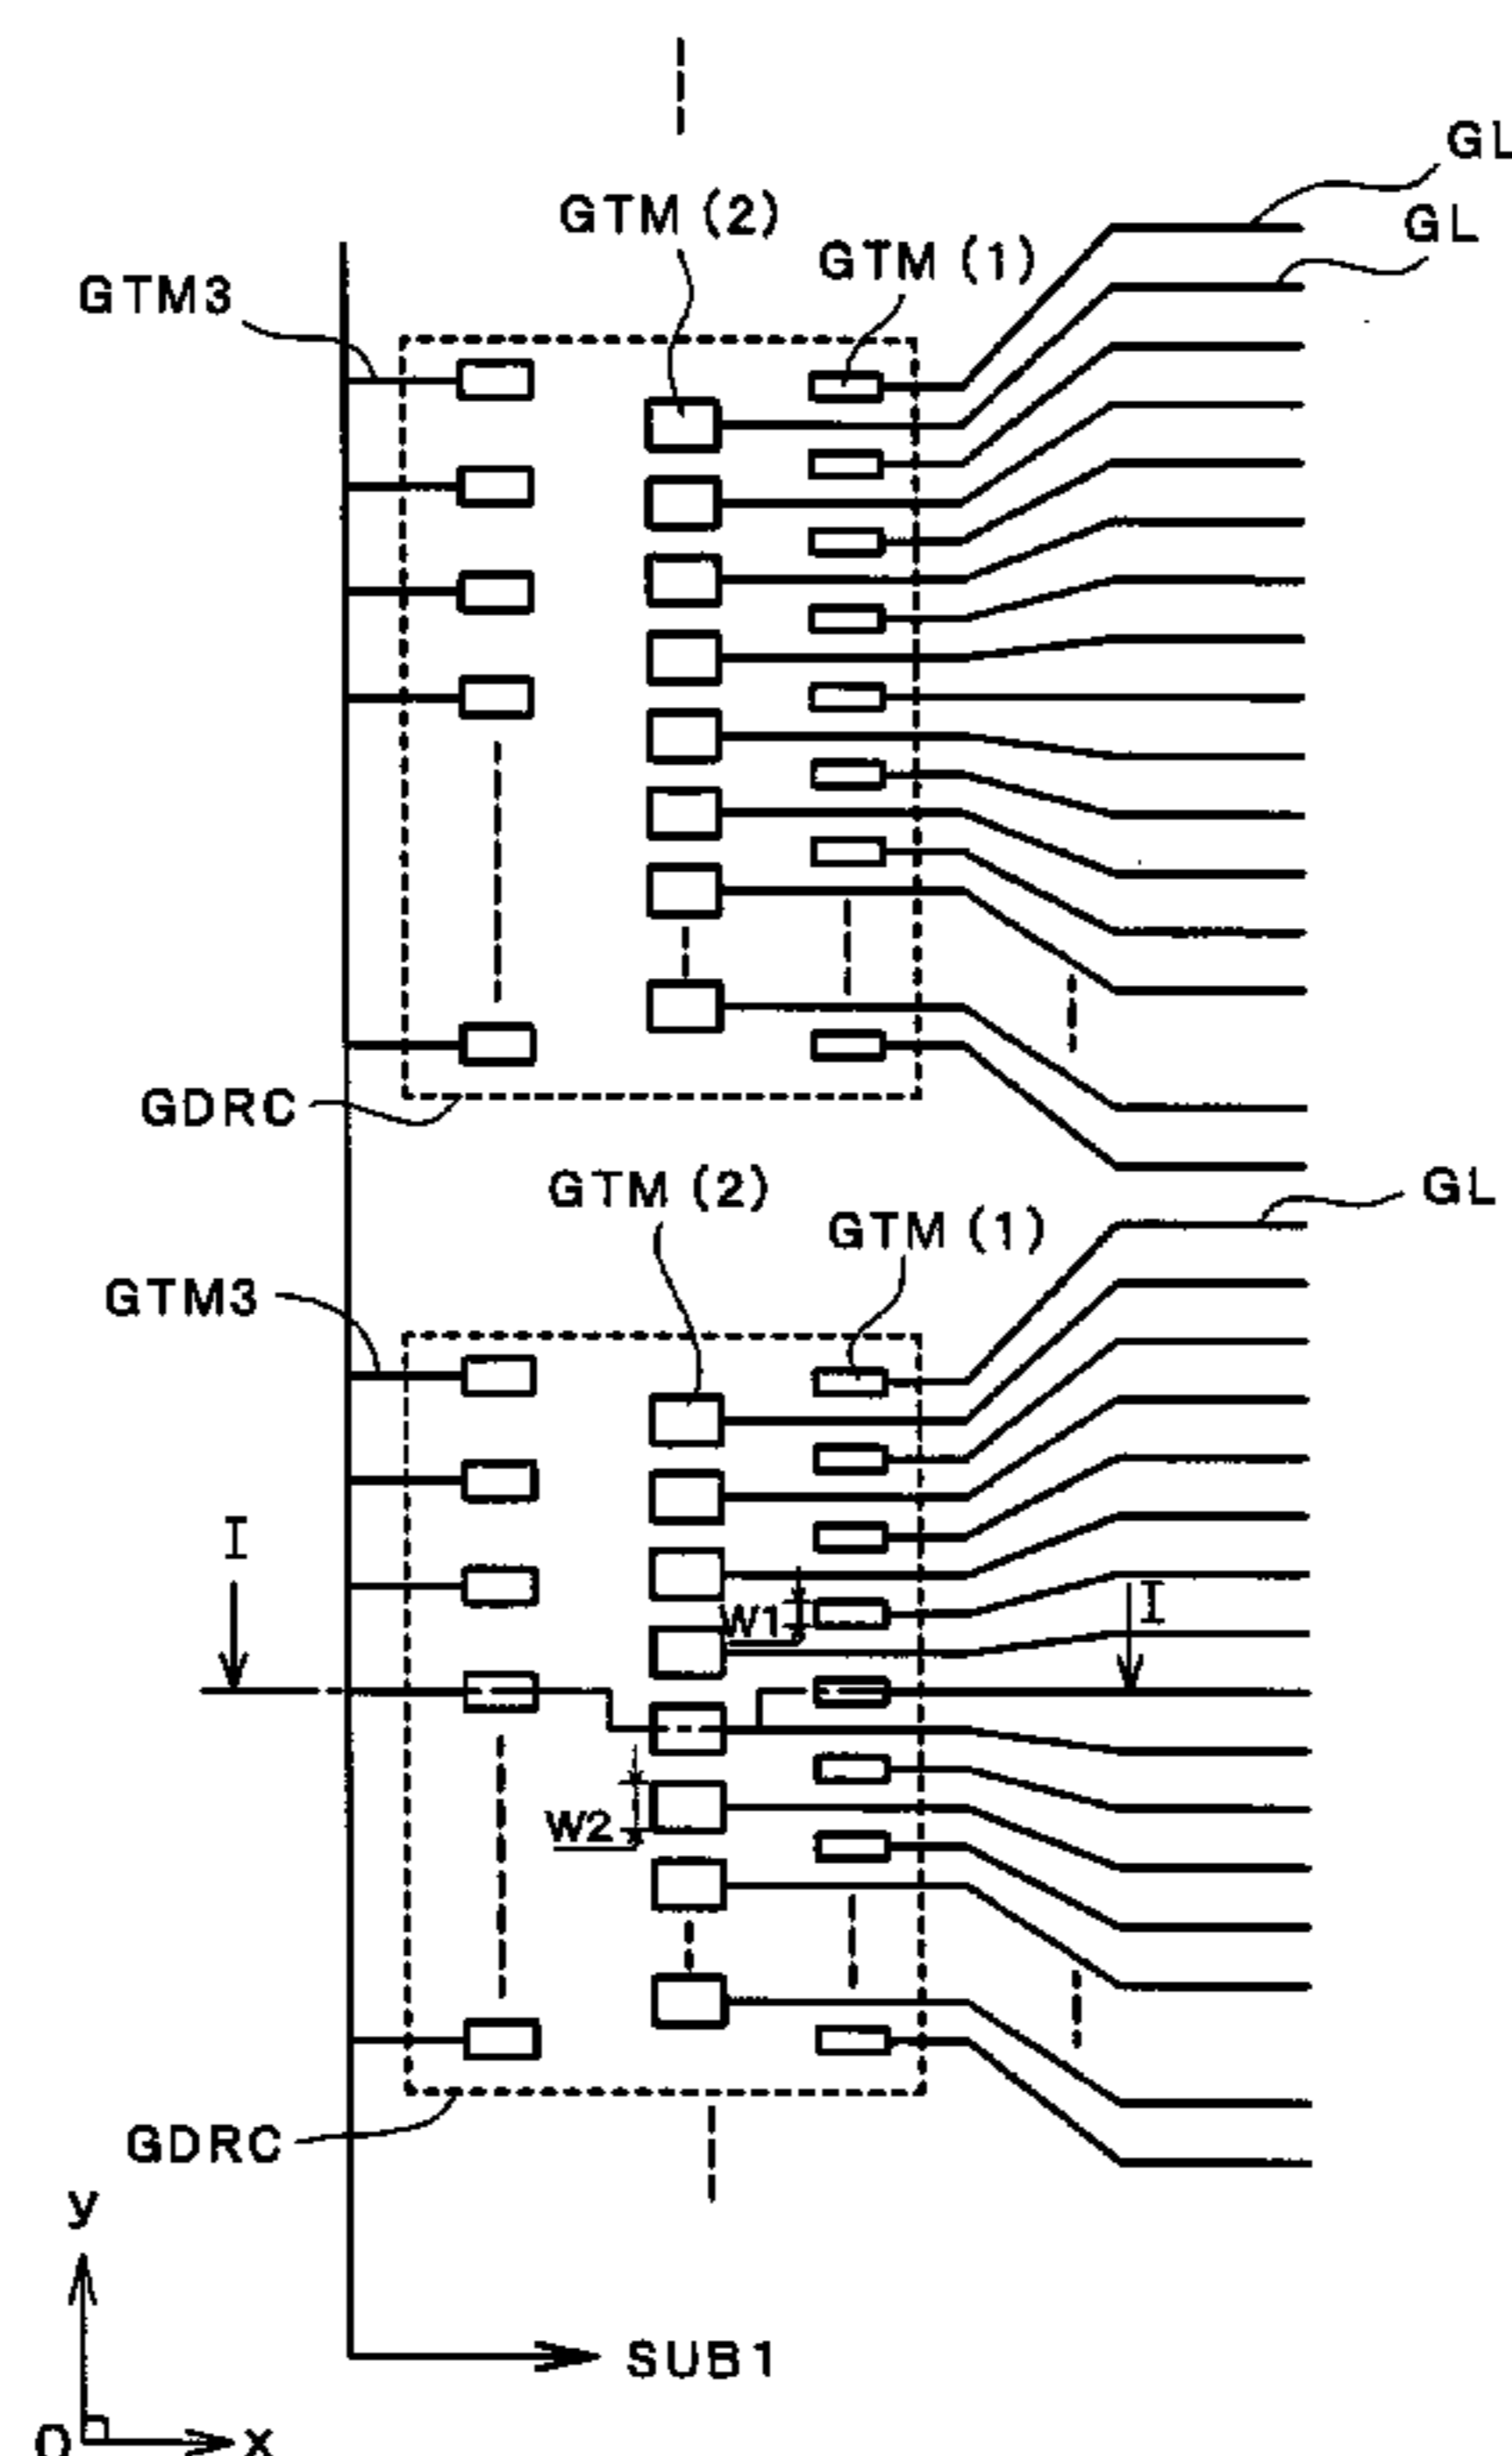 GL
GTM (2)
GL
GTM (1)
GTM3
GDRC
GTM (2)
GL
GTM (1)
GTM3
I
I
W1
W2
GDRC
y
SUB1
O
x